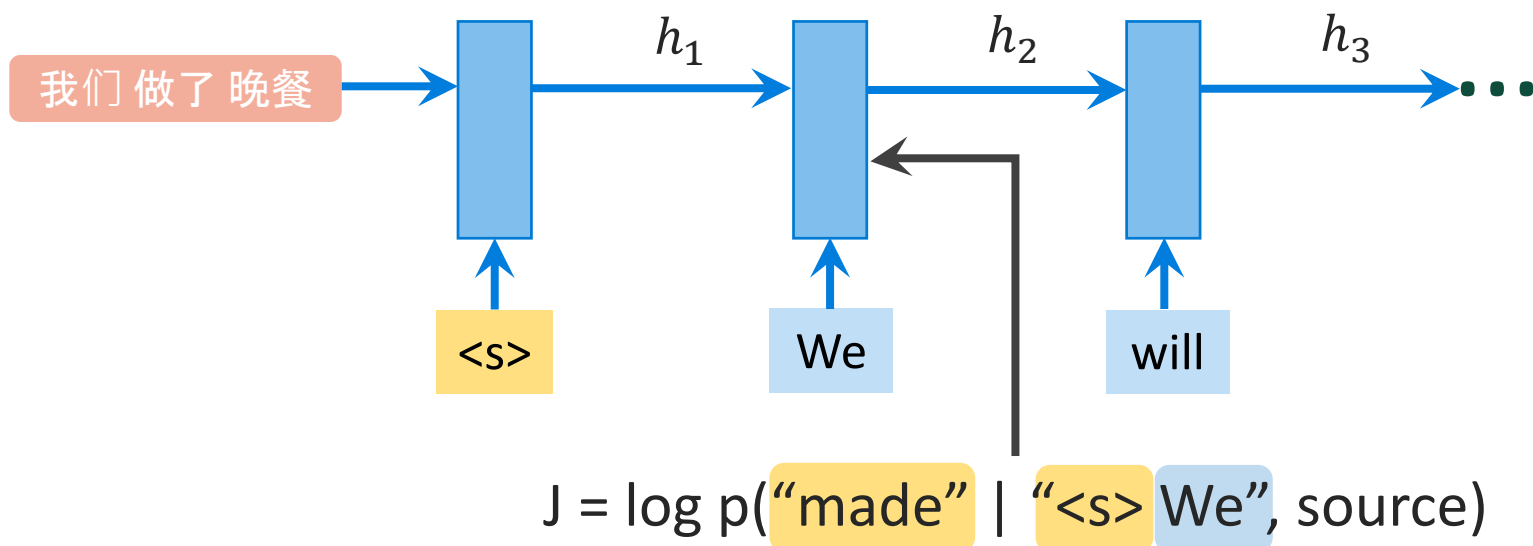 h₁ h₂ h₃
我们 做了 晚餐 ...
<s> We will
J = log p(“made” | “<s> We”, source)